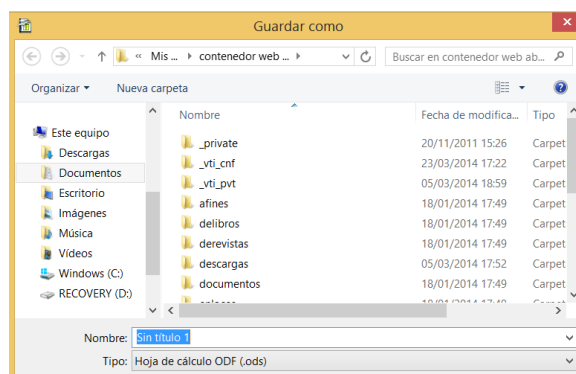 Guardar como
« Mis ... contenedor web ...
Buscar en contenedor web ab...
Organizar
Nueva carpeta
Nombre Fecha de modifica... Tipo
Este equipo
Descargas
Documentos
Escritorio
Imágenes
Música
Vídeos
Windows (C:)
RECOVERY (D:)
_private 20/11/2011 15:26 Carpet
_vti_cnf 23/03/2014 17:22 Carpet
_vti_pvt 05/03/2014 18:59 Carpet
afines 18/01/2014 17:49 Carpet
delibros 18/01/2014 17:49 Carpet
derevistas 18/01/2014 17:49 Carpet
descargas 05/03/2014 17:52 Carpet
documentos 18/01/2014 17:49 Carpet
Nombre: Sin título 1
Tipo: Hoja de cálculo ODF (.ods)